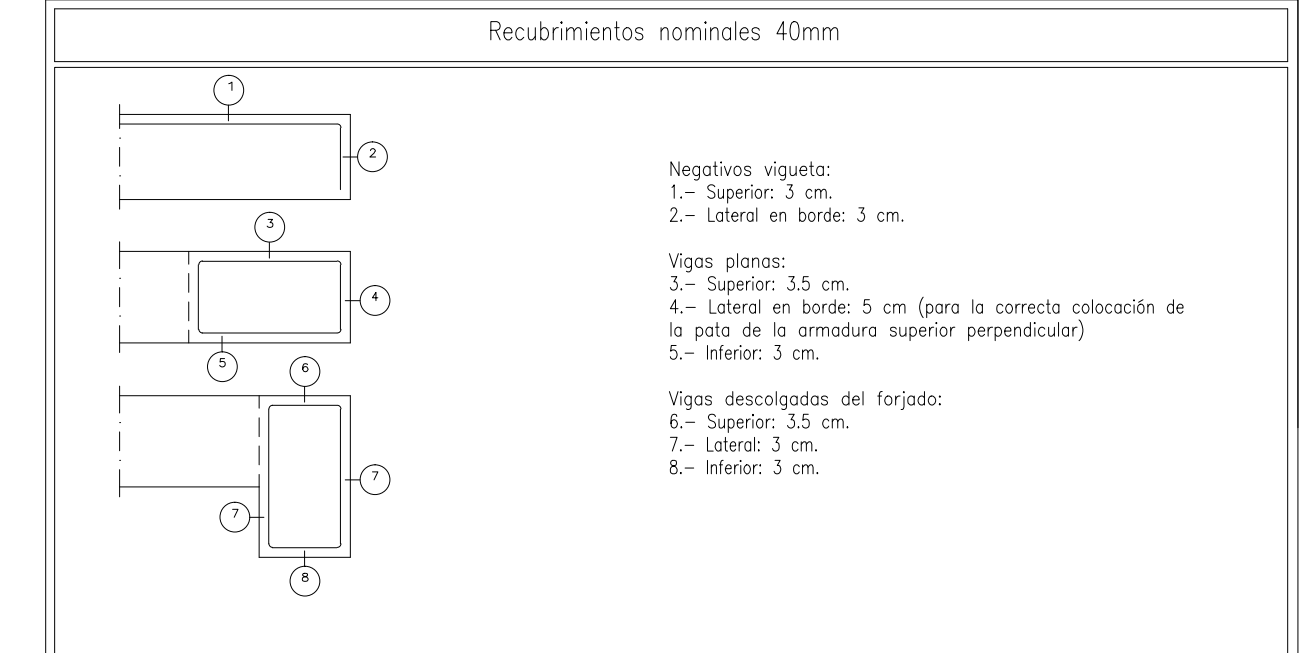 Recubrimientos nominales 40mm
1
2
3
4
5
6
7
7
8
Negativos vigueta:
1.- Superior: 3 cm.
2.- Lateral en borde: 3 cm.
Vigas planas:
3.- Superior: 3.5 cm.
4.- Lateral en borde: 5 cm (para la correcta colocación de
la pata de la armadura superior perpendicular)
5.- Inferior: 3 cm.
Vigas descolgadas del forjado:
6.- Superior: 3.5 cm.
7.- Lateral: 3 cm.
8.- Inferior: 3 cm.